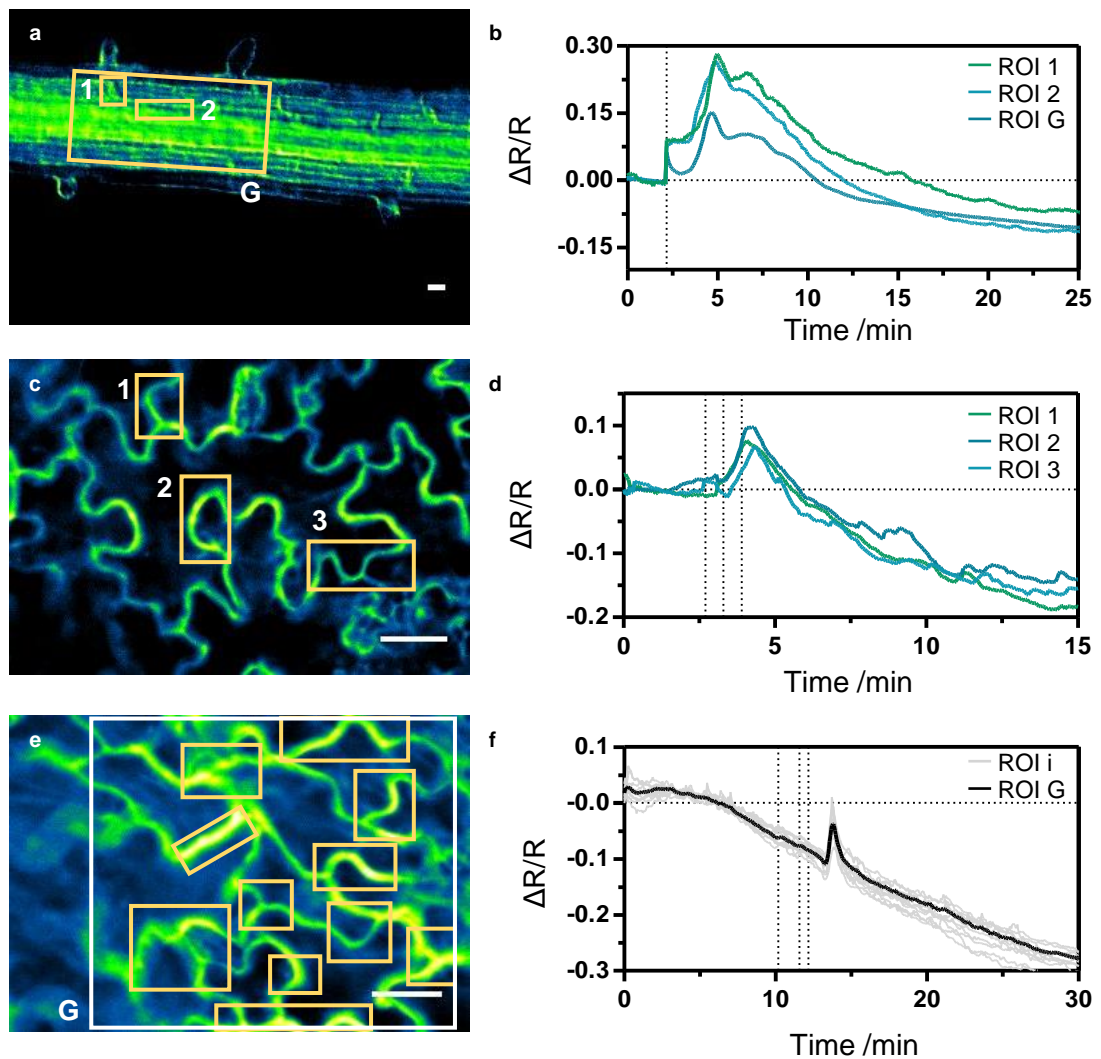 a
1
2
G
b
0.30
0.15
0.00
-0.15
ΔR/R
ROI 1
ROI 2
ROI G
0 5 10 15 20 25
Time /min
c
1
2
3
d
0.1
0.0
-0.1
-0.2
ΔR/R
ROI 1
ROI 2
ROI 3
0 5 10 15
Time /min
e
G
f
0.1
-0.0
-0.1
-0.2
-0.3
ΔR/R
ROI i
ROI G
0 10 20 30
Time /min